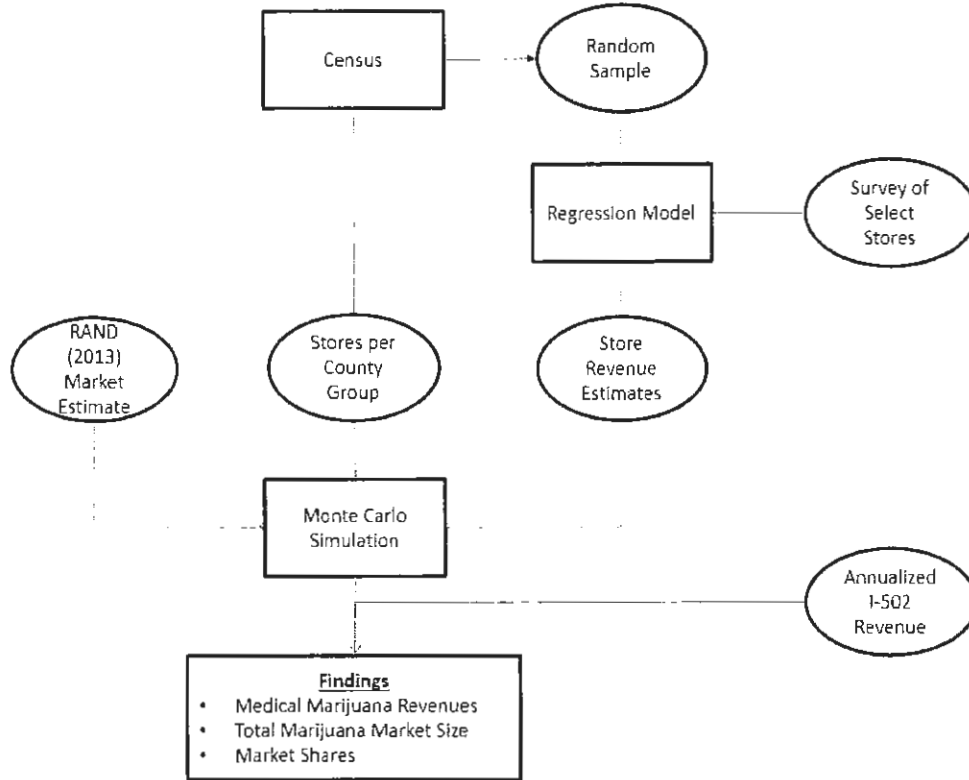 Census
Random
Sample
Regression Model
Survey of
Select
Stores
RAND
(2013)
Market
Estimate
Stores per
County
Group
Store
Revenue
Estimates
Monte Carlo
Simulation
Annualized
I-502
Revenue
Findings
• Medical Marijuana Revenues
• Total Marijuana Market Size
• Market Shares